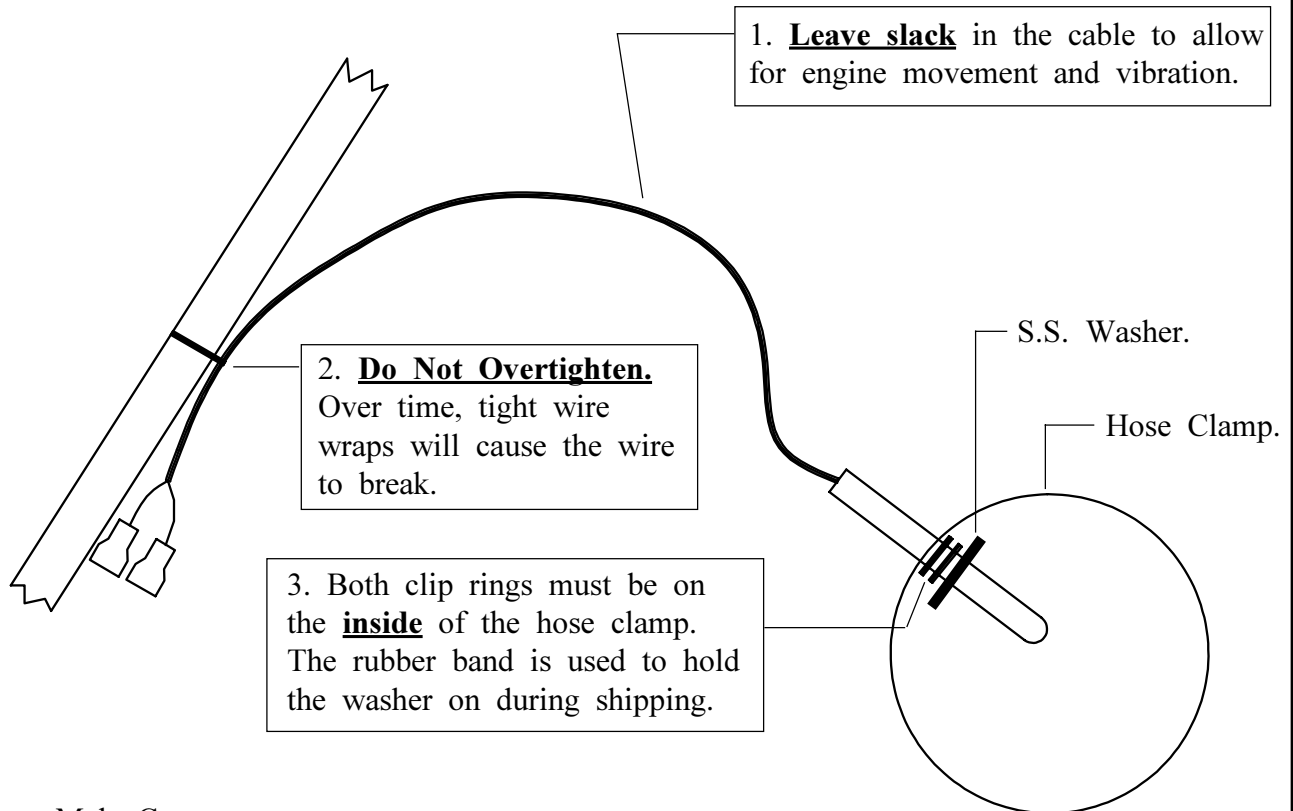 1. Leave slack in the cable to allow
for engine movement and vibration.
S.S. Washer.
2. Do Not Overtighten.
Over time, tight wire
wraps will cause the wire
to break.
Hose Clamp.
3. Both clip rings must be on
the inside of the hose clamp.
The rubber band is used to hold
the washer on during shipping.